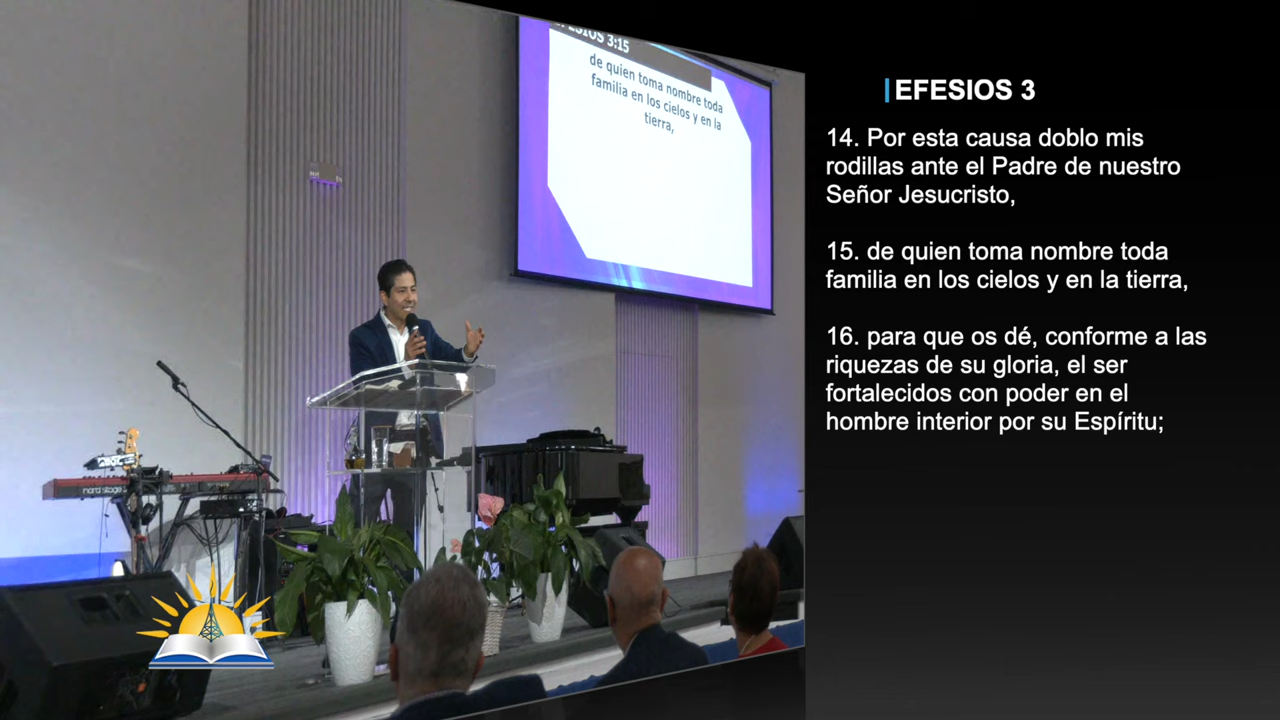 EFESIOS 3:15
de quien toma nombre toda
familia en los cielos y en la
tierra,
EFESIOS 3
14. Por esta causa doblo mis
rodillas ante el Padre de nuestro
Señor Jesucristo,
15. de quien toma nombre toda
familia en los cielos y en la tierra,
16. para que os dé, conforme a las
riquezas de su gloria, el ser
fortalecidos con poder en el
hombre interior por su Espíritu;
nord stage